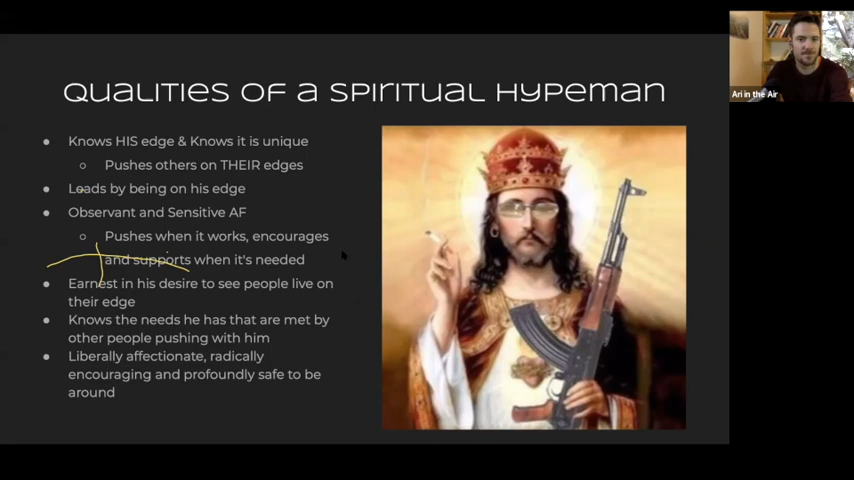 Qualities of a Spiritual Hypeman
Ari in the Air
● Knows HIS edge & Knows it is unique
○ Pushes others on THEIR edges
● Leads by being on his edge
● Observant and Sensitive AF
○ Pushes when it works, encourages
and supports when it's needed
● Earnest in his desire to see people live on
their edge
● Knows the needs he has that are met by
other people pushing with him
● Liberally affectionate, radically
encouraging and profoundly safe to be
around